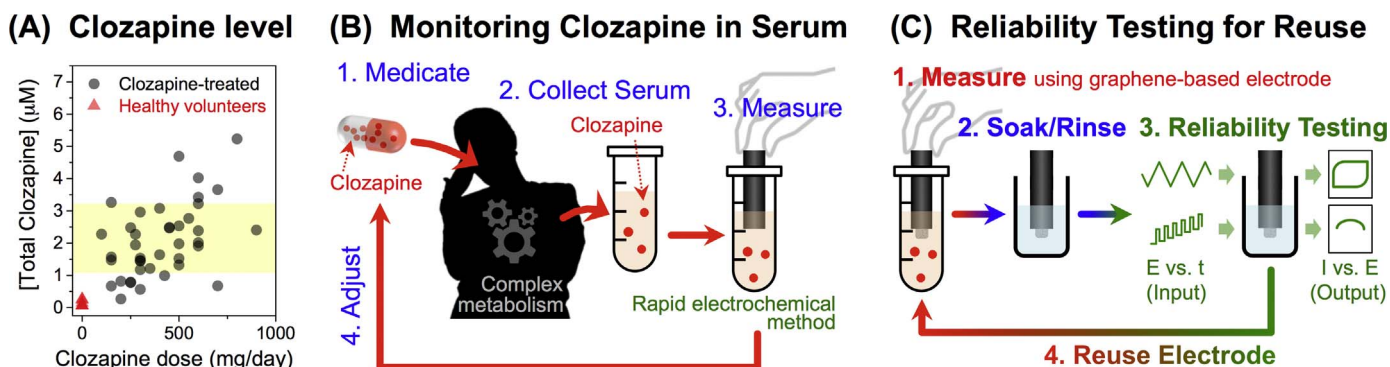 (A) Clozapine level
[Total Clozapine] (µM)
7
6
5
4
3
2
1
0
Clozapine-treated
Healthy volunteers
0 500 1000
Clozapine dose (mg/day)
(B) Monitoring Clozapine in Serum
1. Medicate
Clozapine
2. Collect Serum
Clozapine
3. Measure
Complex
metabolism
Rapid electrochemical
method
4. Adjust
(C) Reliability Testing for Reuse
1. Measure using graphene-based electrode
2. Soak/Rinse
3. Reliability Testing
E vs. t
(Input)
I vs. E
(Output)
4. Reuse Electrode